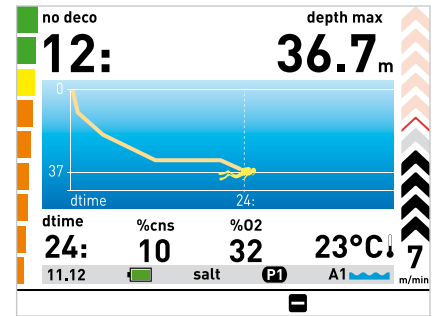 no deco depth max
12: 36.7m
0
37
dtime 24:
dtime %cns %O2
24: 10 32 23°C 7
11.12 salt P1 A1 m/min